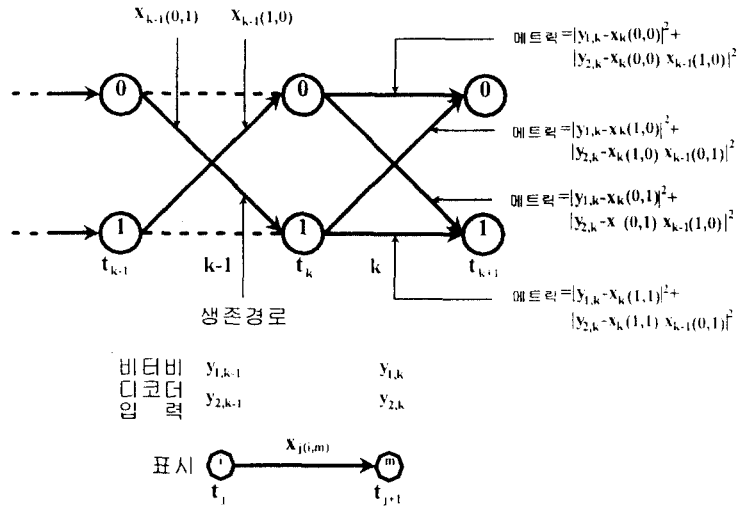 x_{k-1}(0,1) x_{k-1}(1,0)
메트릭=|y_{1,k}-x_k(0,0)|^2+
|y_{2,k}-x_k(0,0) x_{k-1}(1,0)|^2
0 0 0
메트릭=|y_{1,k}-x_k(1,0)|^2+
|y_{2,k}-x_k(1,0) x_{k-1}(0,1)|^2
메트릭=|y_{1,k}-x_k(0,1)|^2+
|y_{2,k}-x (0,1) x_{k-1}(1,0)|^2
1 1 1
t_{k-1} k-1 t_k k t_{k+1}
메트릭=|y_{1,k}-x_k(1,1)|^2+
|y_{2,k}-x_k(1,1) x_{k-1}(0,1)|^2
생존경로
비터비 y_{1,k-1} y_{1,k}
디코더
입 력 y_{2,k-1} y_{2,k}
x_{j(i,m)}
표시 i m
t_j t_{j+1}